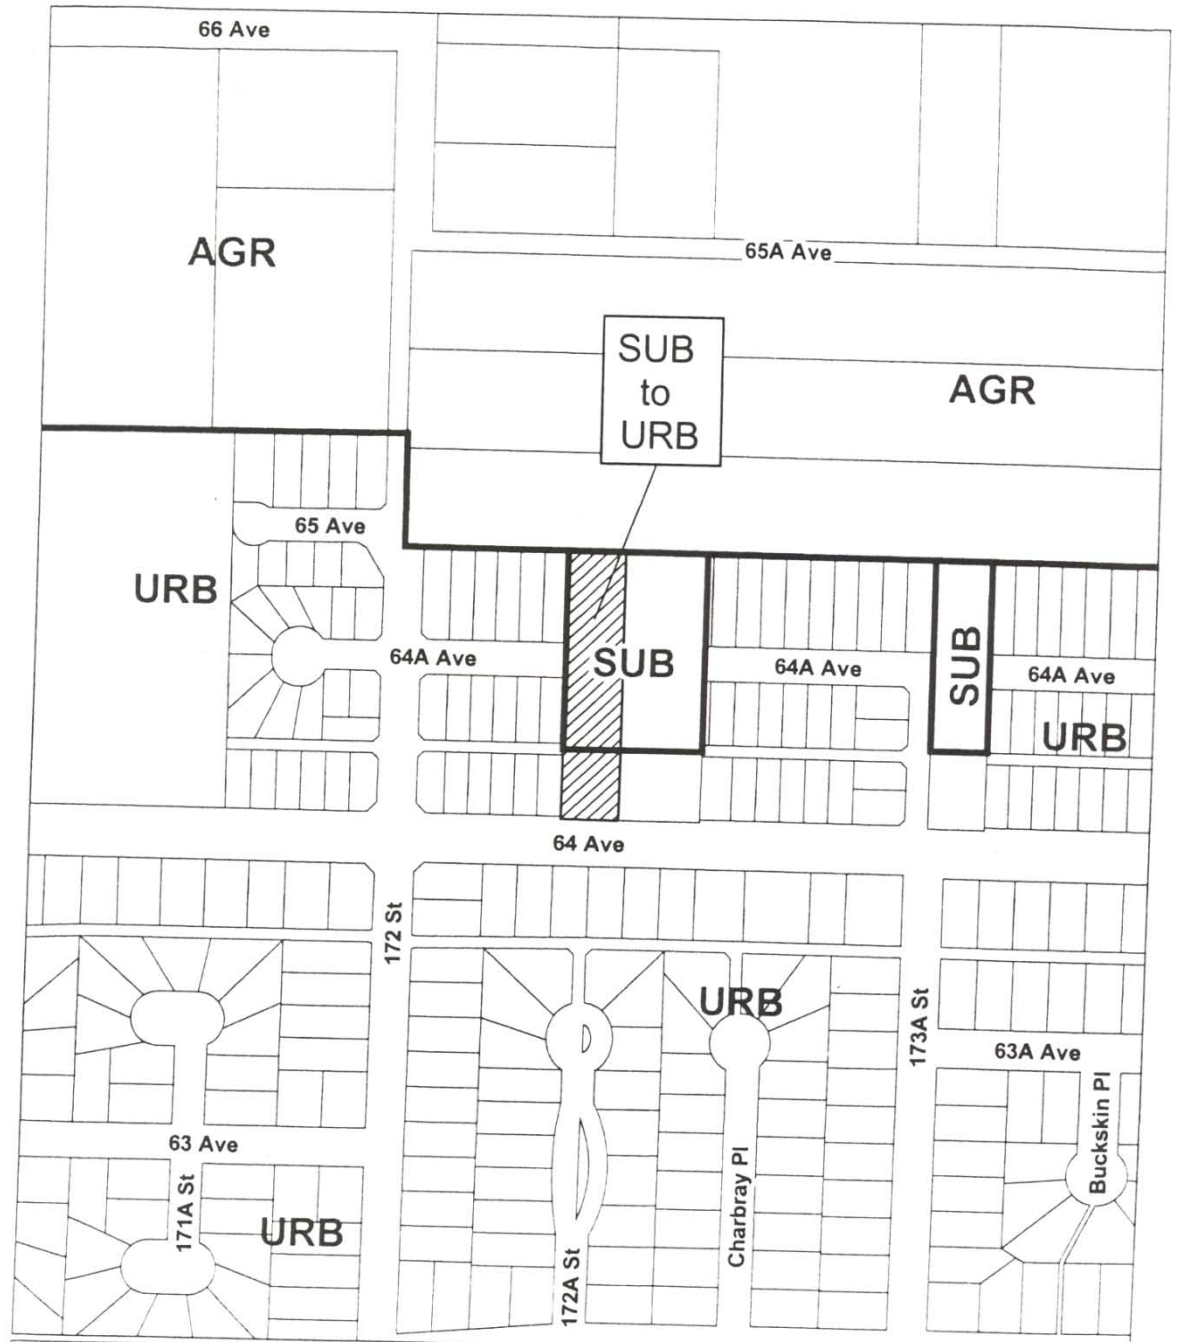 66 Ave
AGR
65A Ave
SUB
to
URB
AGR
65 Ave
URB
64A Ave
SUB
64A Ave
SUB
64A Ave
URB
64 Ave
172 St
URB
173A St
63A Ave
Buckskin Pl
63 Ave
171A St
URB
172A St
Charbray Pl